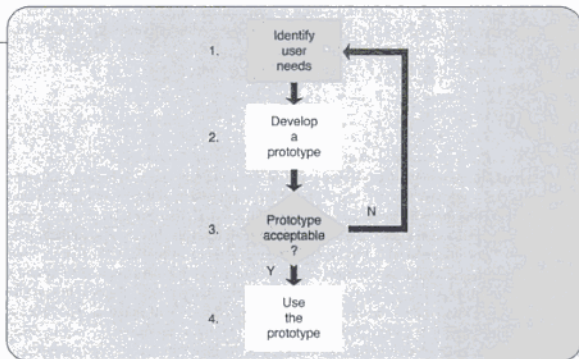 1.
Identify
user
needs
2.
Develop
a
prototype
3.
Prototype
acceptable
?
N
Y
4.
Use
the
prototype